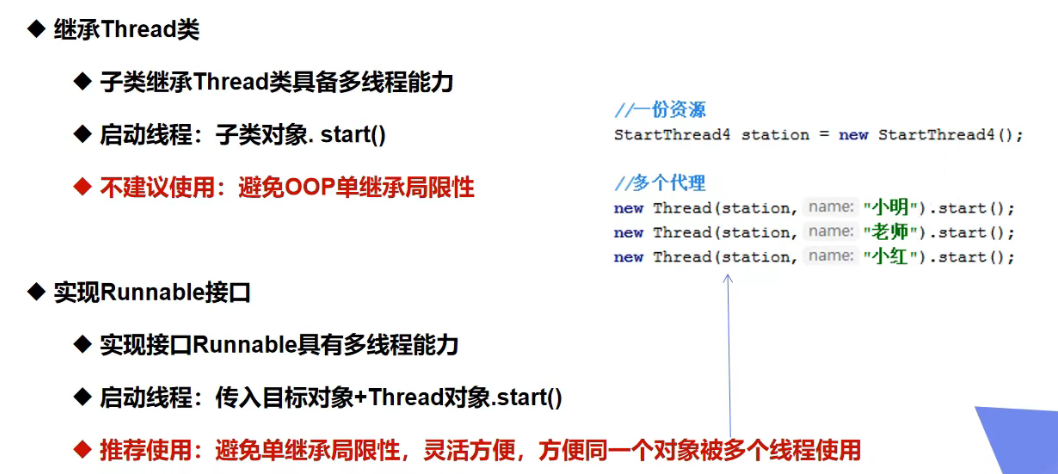 ◆ 继承Thread类
◆ 子类继承Thread类具备多线程能力
◆ 启动线程：子类对象. start()
◆ 不建议使用：避免OOP单继承局限性
◆ 实现Runnable接口
◆ 实现接口Runnable具有多线程能力
◆ 启动线程：传入目标对象+Thread对象.start()
◆ 推荐使用：避免单继承局限性，灵活方便，方便同一个对象被多个线程使用
//一份资源
StartThread4 station = new StartThread4();
//多个代理
new Thread(station, name: "小明").start();
new Thread(station, name: "老师").start();
new Thread(station, name: "小红").start();